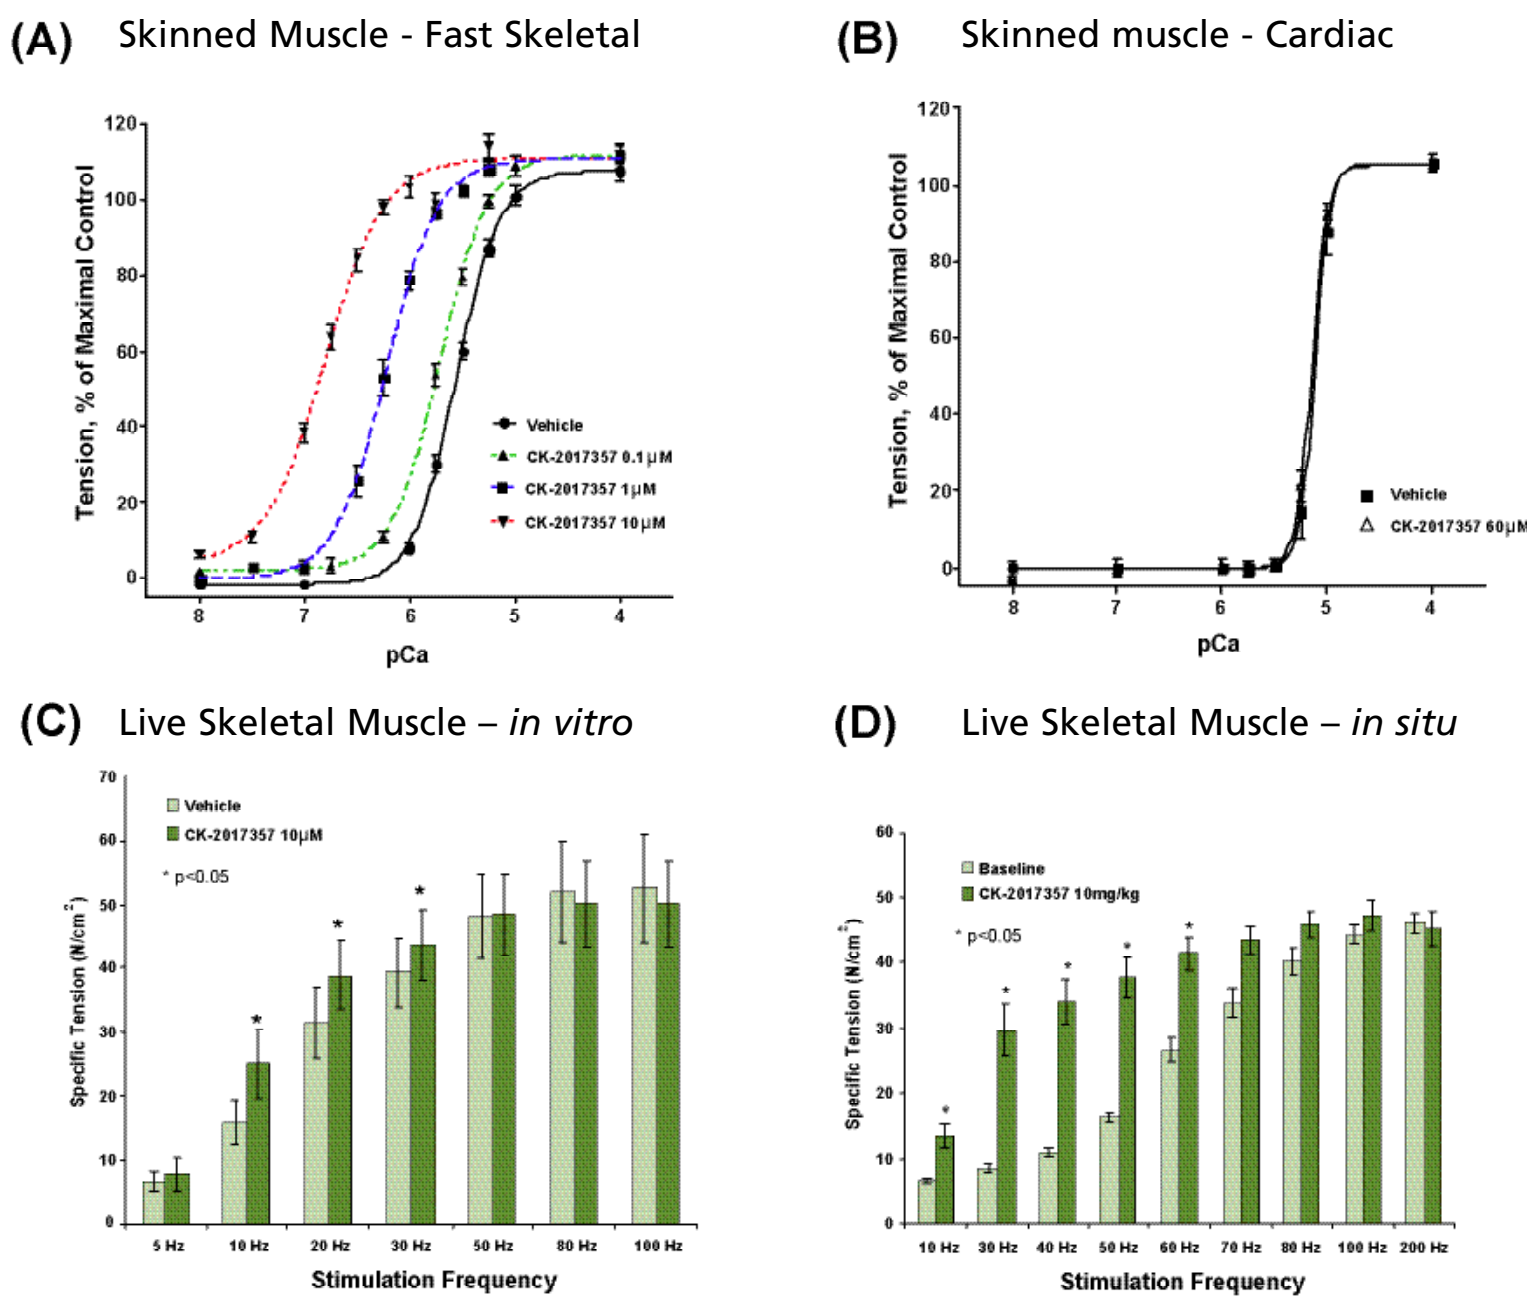 (A) Skinned Muscle - Fast Skeletal
120
100
80
60
40
20
0
Tension, % of Maximal Control
Vehicle
CK-2017357 0.1µM
CK-2017357 1µM
CK-2017357 10µM
8 7 6 5 4
pCa
(B) Skinned muscle - Cardiac
120
100
80
60
40
20
0
Tension, % of Maximal Control
Vehicle
CK-2017357 60µM
8 7 6 5 4
pCa
(C) Live Skeletal Muscle – in vitro
70
60
50
40
30
20
10
0
Specific Tension (N/cm²)
Vehicle
CK-2017357 10µM
* p<0.05
* * *
5 Hz 10 Hz 20 Hz 30 Hz 50 Hz 80 Hz 100 Hz
Stimulation Frequency
(D) Live Skeletal Muscle – in situ
60
50
40
30
20
10
0
Specific Tension (N/cm²)
Baseline
CK-2017357 10mg/kg
* p<0.05
* * * * *
10 Hz 30 Hz 40 Hz 50 Hz 60 Hz 70 Hz 80 Hz 100 Hz 200 Hz
Stimulation Frequency